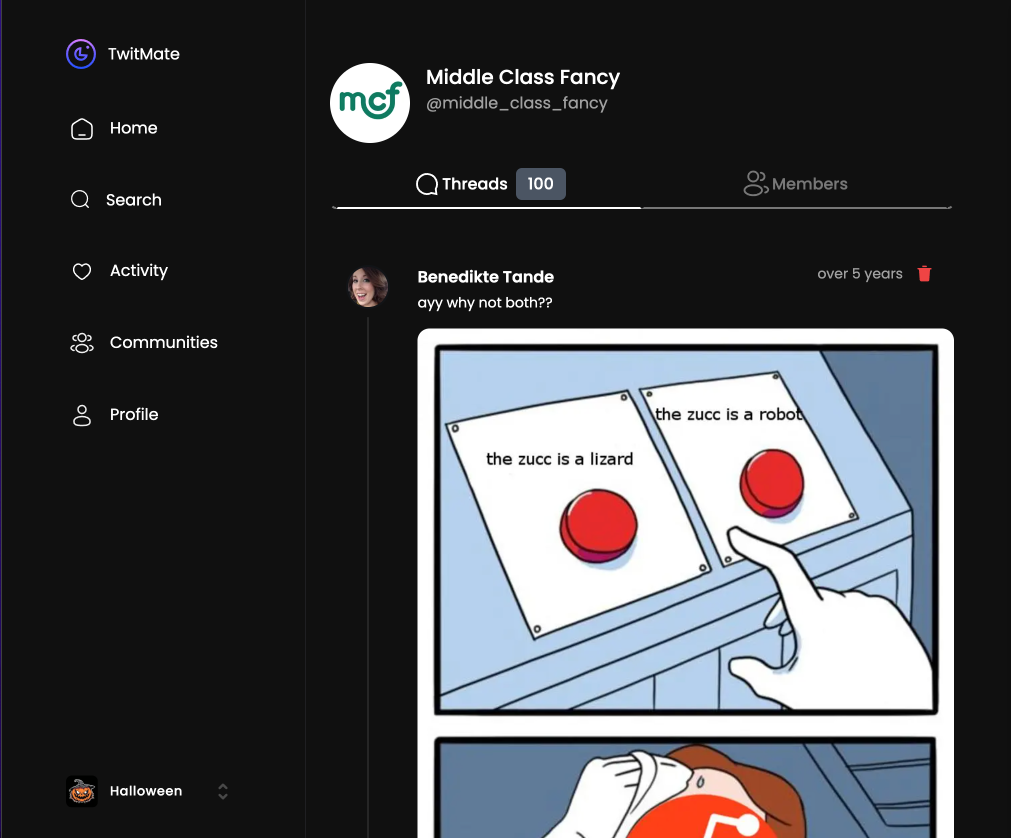 TwitMate
Home
Search
Activity
Communities
Profile
Halloween
mcf
Middle Class Fancy
@middle_class_fancy
Threads 100
Members
Benedikte Tande
over 5 years
ayy why not both??
the zucc is a lizard
the zucc is a robot